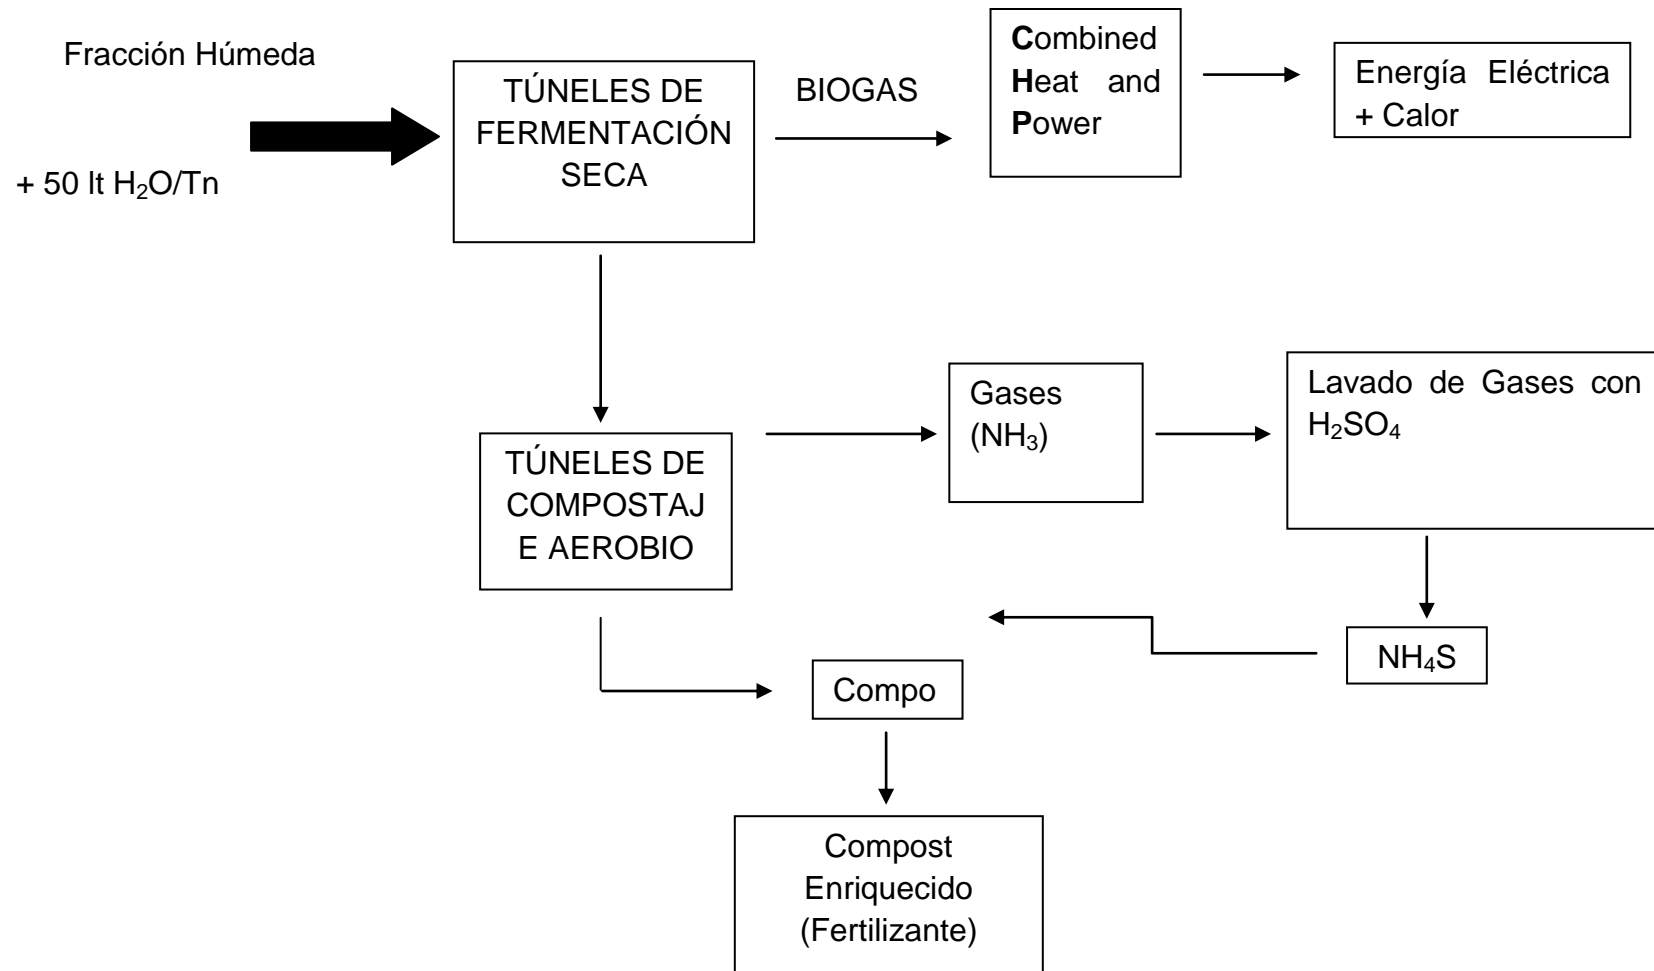 Fracción Húmeda
+ 50 lt H₂O/Tn
TÚNELES DE
FERMENTACIÓN
SECA
BIOGAS
Combined
Heat and
Power
Energía Eléctrica
+ Calor
TÚNELES DE
COMPOSTAJ
E AEROBIO
Gases
(NH₃)
Lavado de Gases con
H₂SO₄
NH₄S
Compo
Compost
Enriquecido
(Fertilizante)